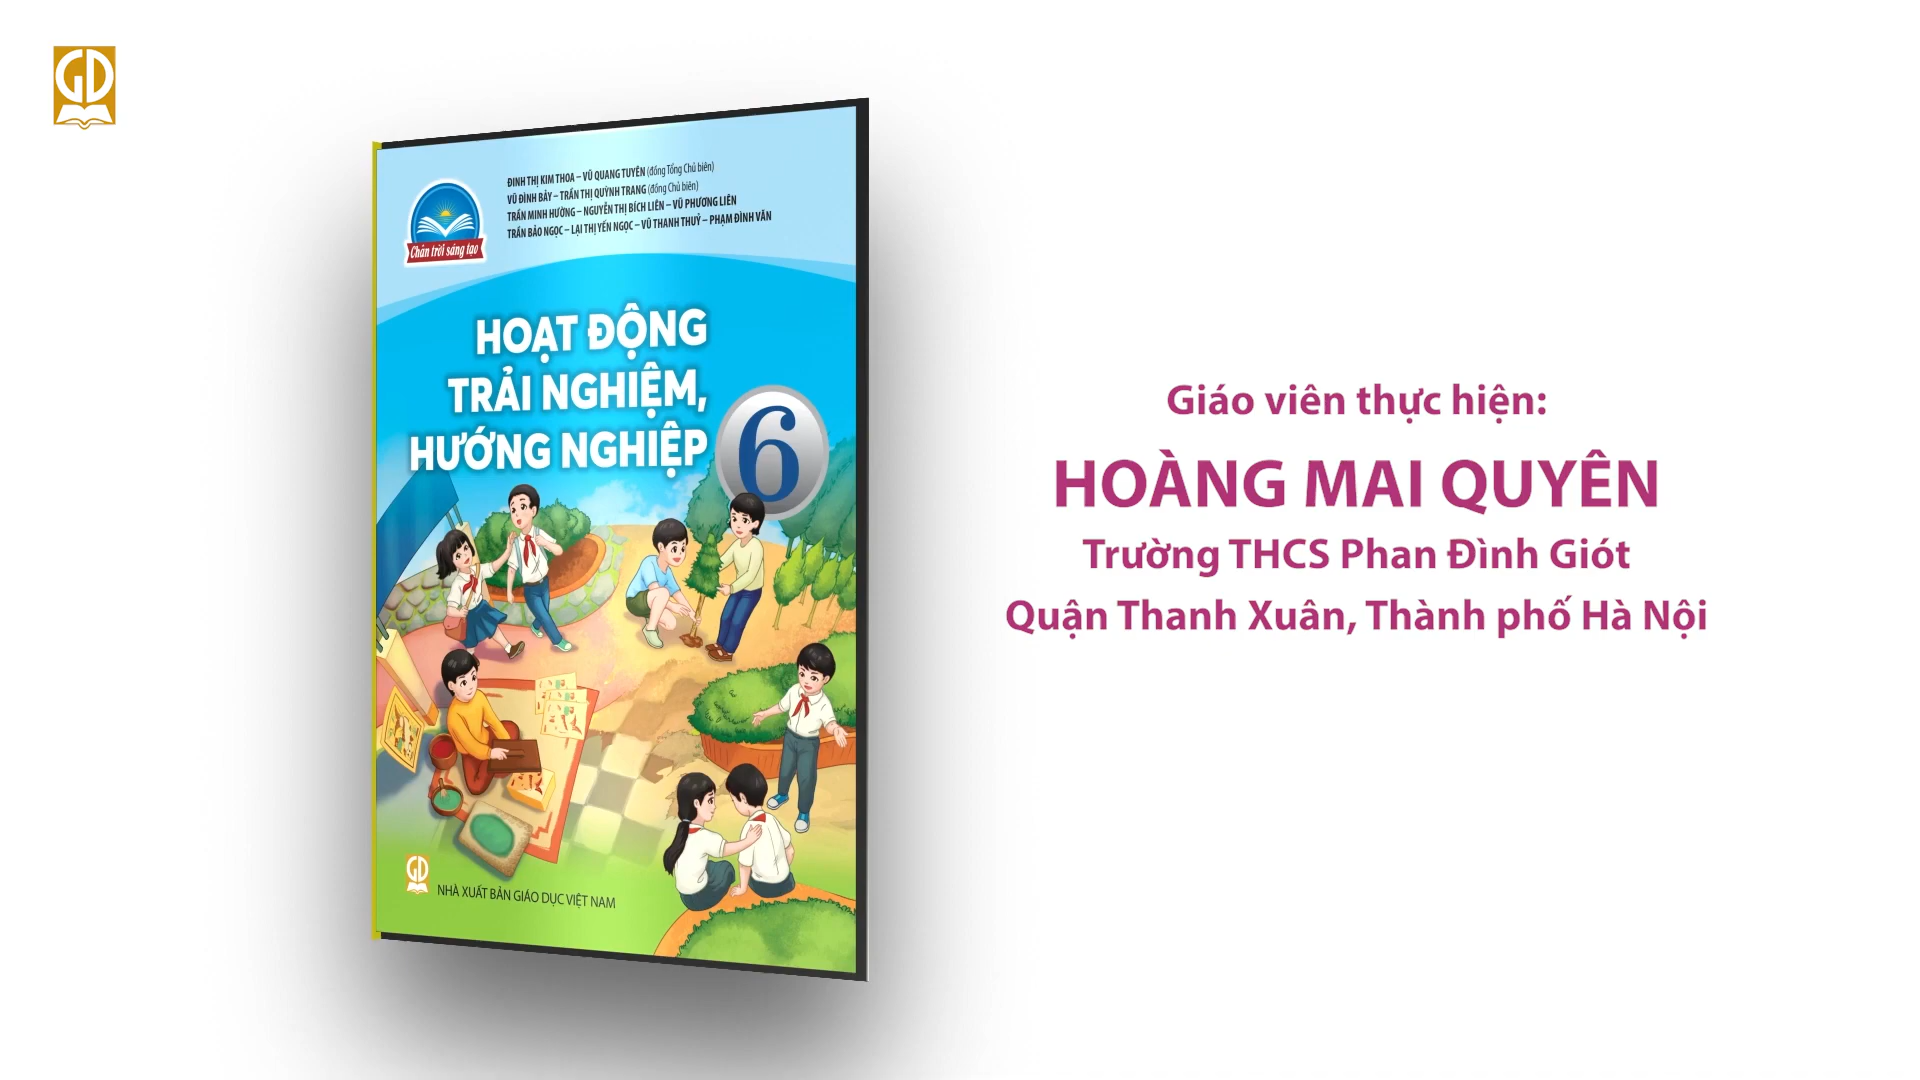 GD
ĐINH THỊ KIM THOA – VŨ QUANG TUYÊN (đồng Tổng Chủ biên)
VŨ ĐÌNH BẢY – TRẦN THỊ QUỲNH TRANG (đồng Chủ biên)
TRẦN MINH HƯỜNG – NGUYỄN THỊ BÍCH LIÊN – VŨ PHƯƠNG LIÊN
TRẦN BẢO NGỌC – LẠI THỊ YẾN NGỌC – VŨ THANH THUỶ – PHẠM ĐÌNH VĂN
Chân trời sáng tạo
HOẠT ĐỘNG
TRẢI NGHIỆM,
HƯỚNG NGHIỆP
6
GD
NHÀ XUẤT BẢN GIÁO DỤC VIỆT NAM
Giáo viên thực hiện:
HOÀNG MAI QUYÊN
Trường THCS Phan Đình Giót
Quận Thanh Xuân, Thành phố Hà Nội